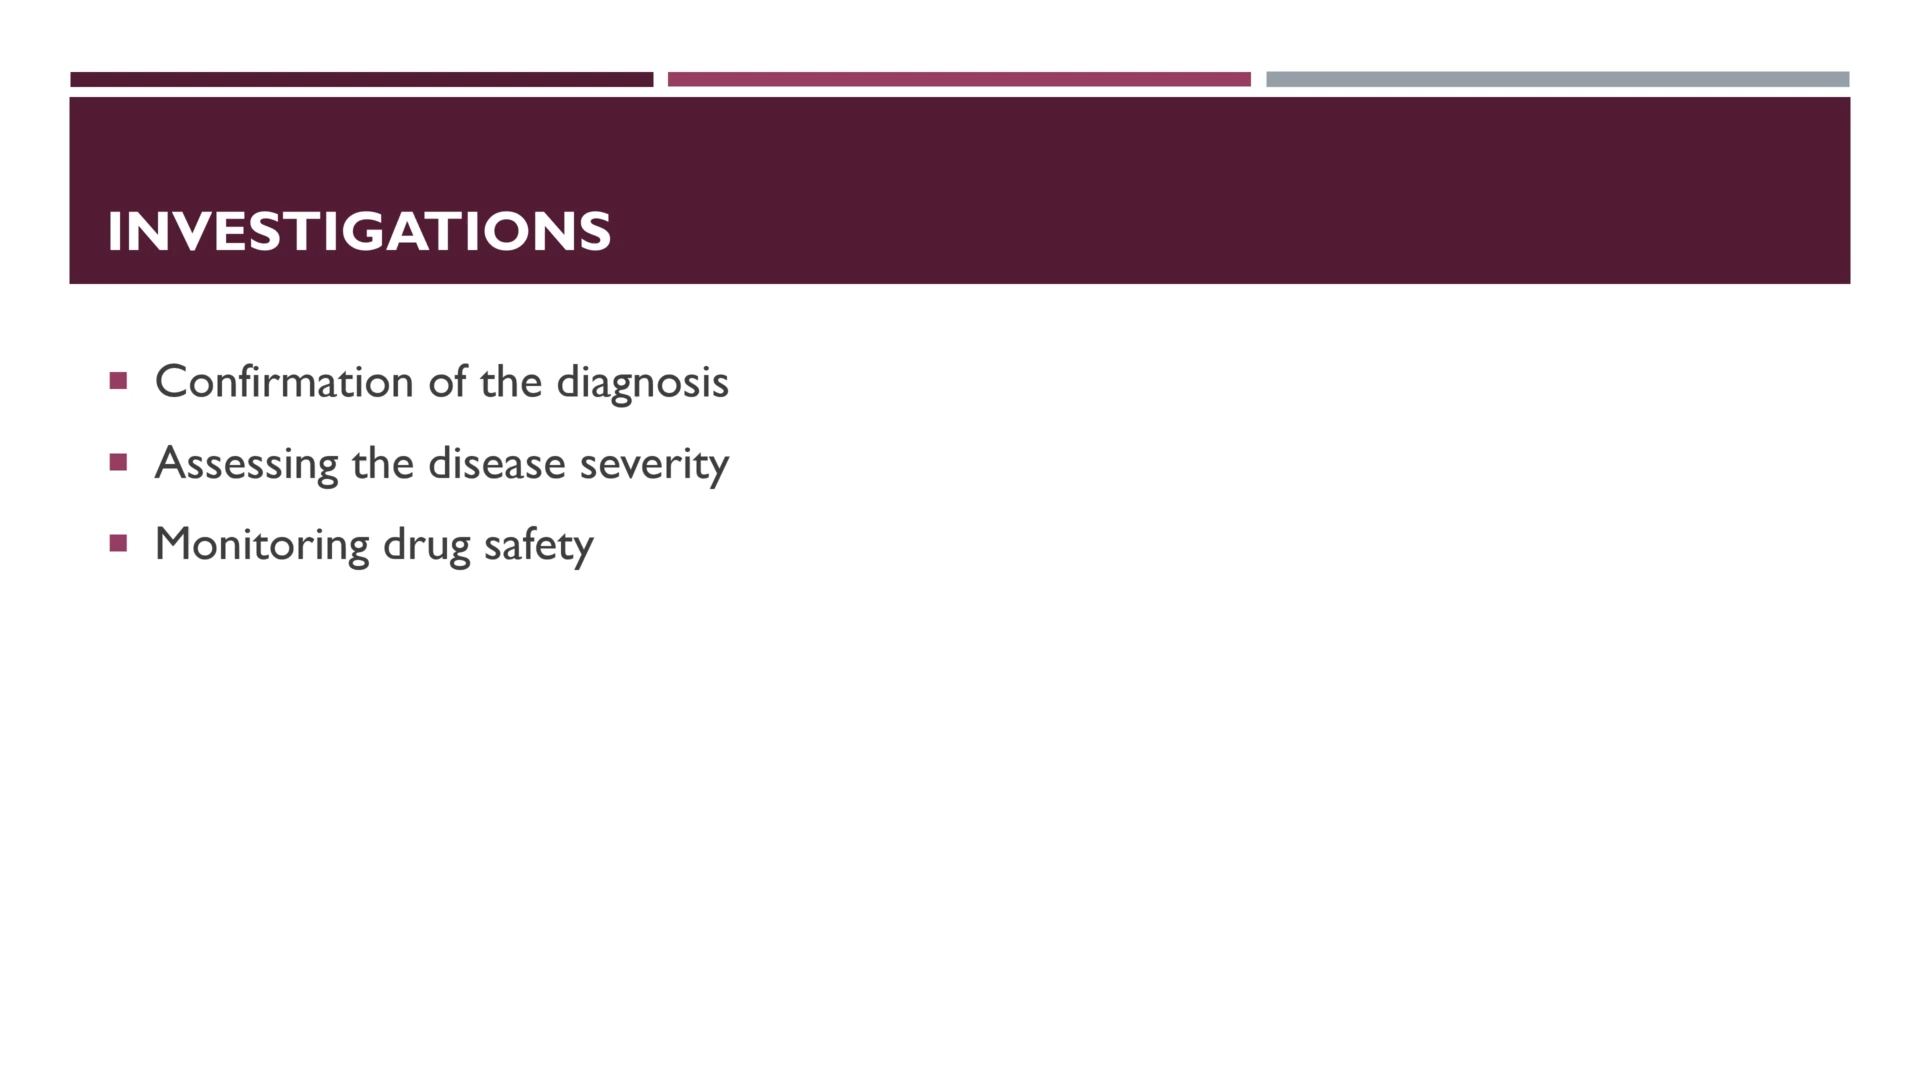 INVESTIGATIONS
Confirmation of the diagnosis
Assessing the disease severity
Monitoring drug safety